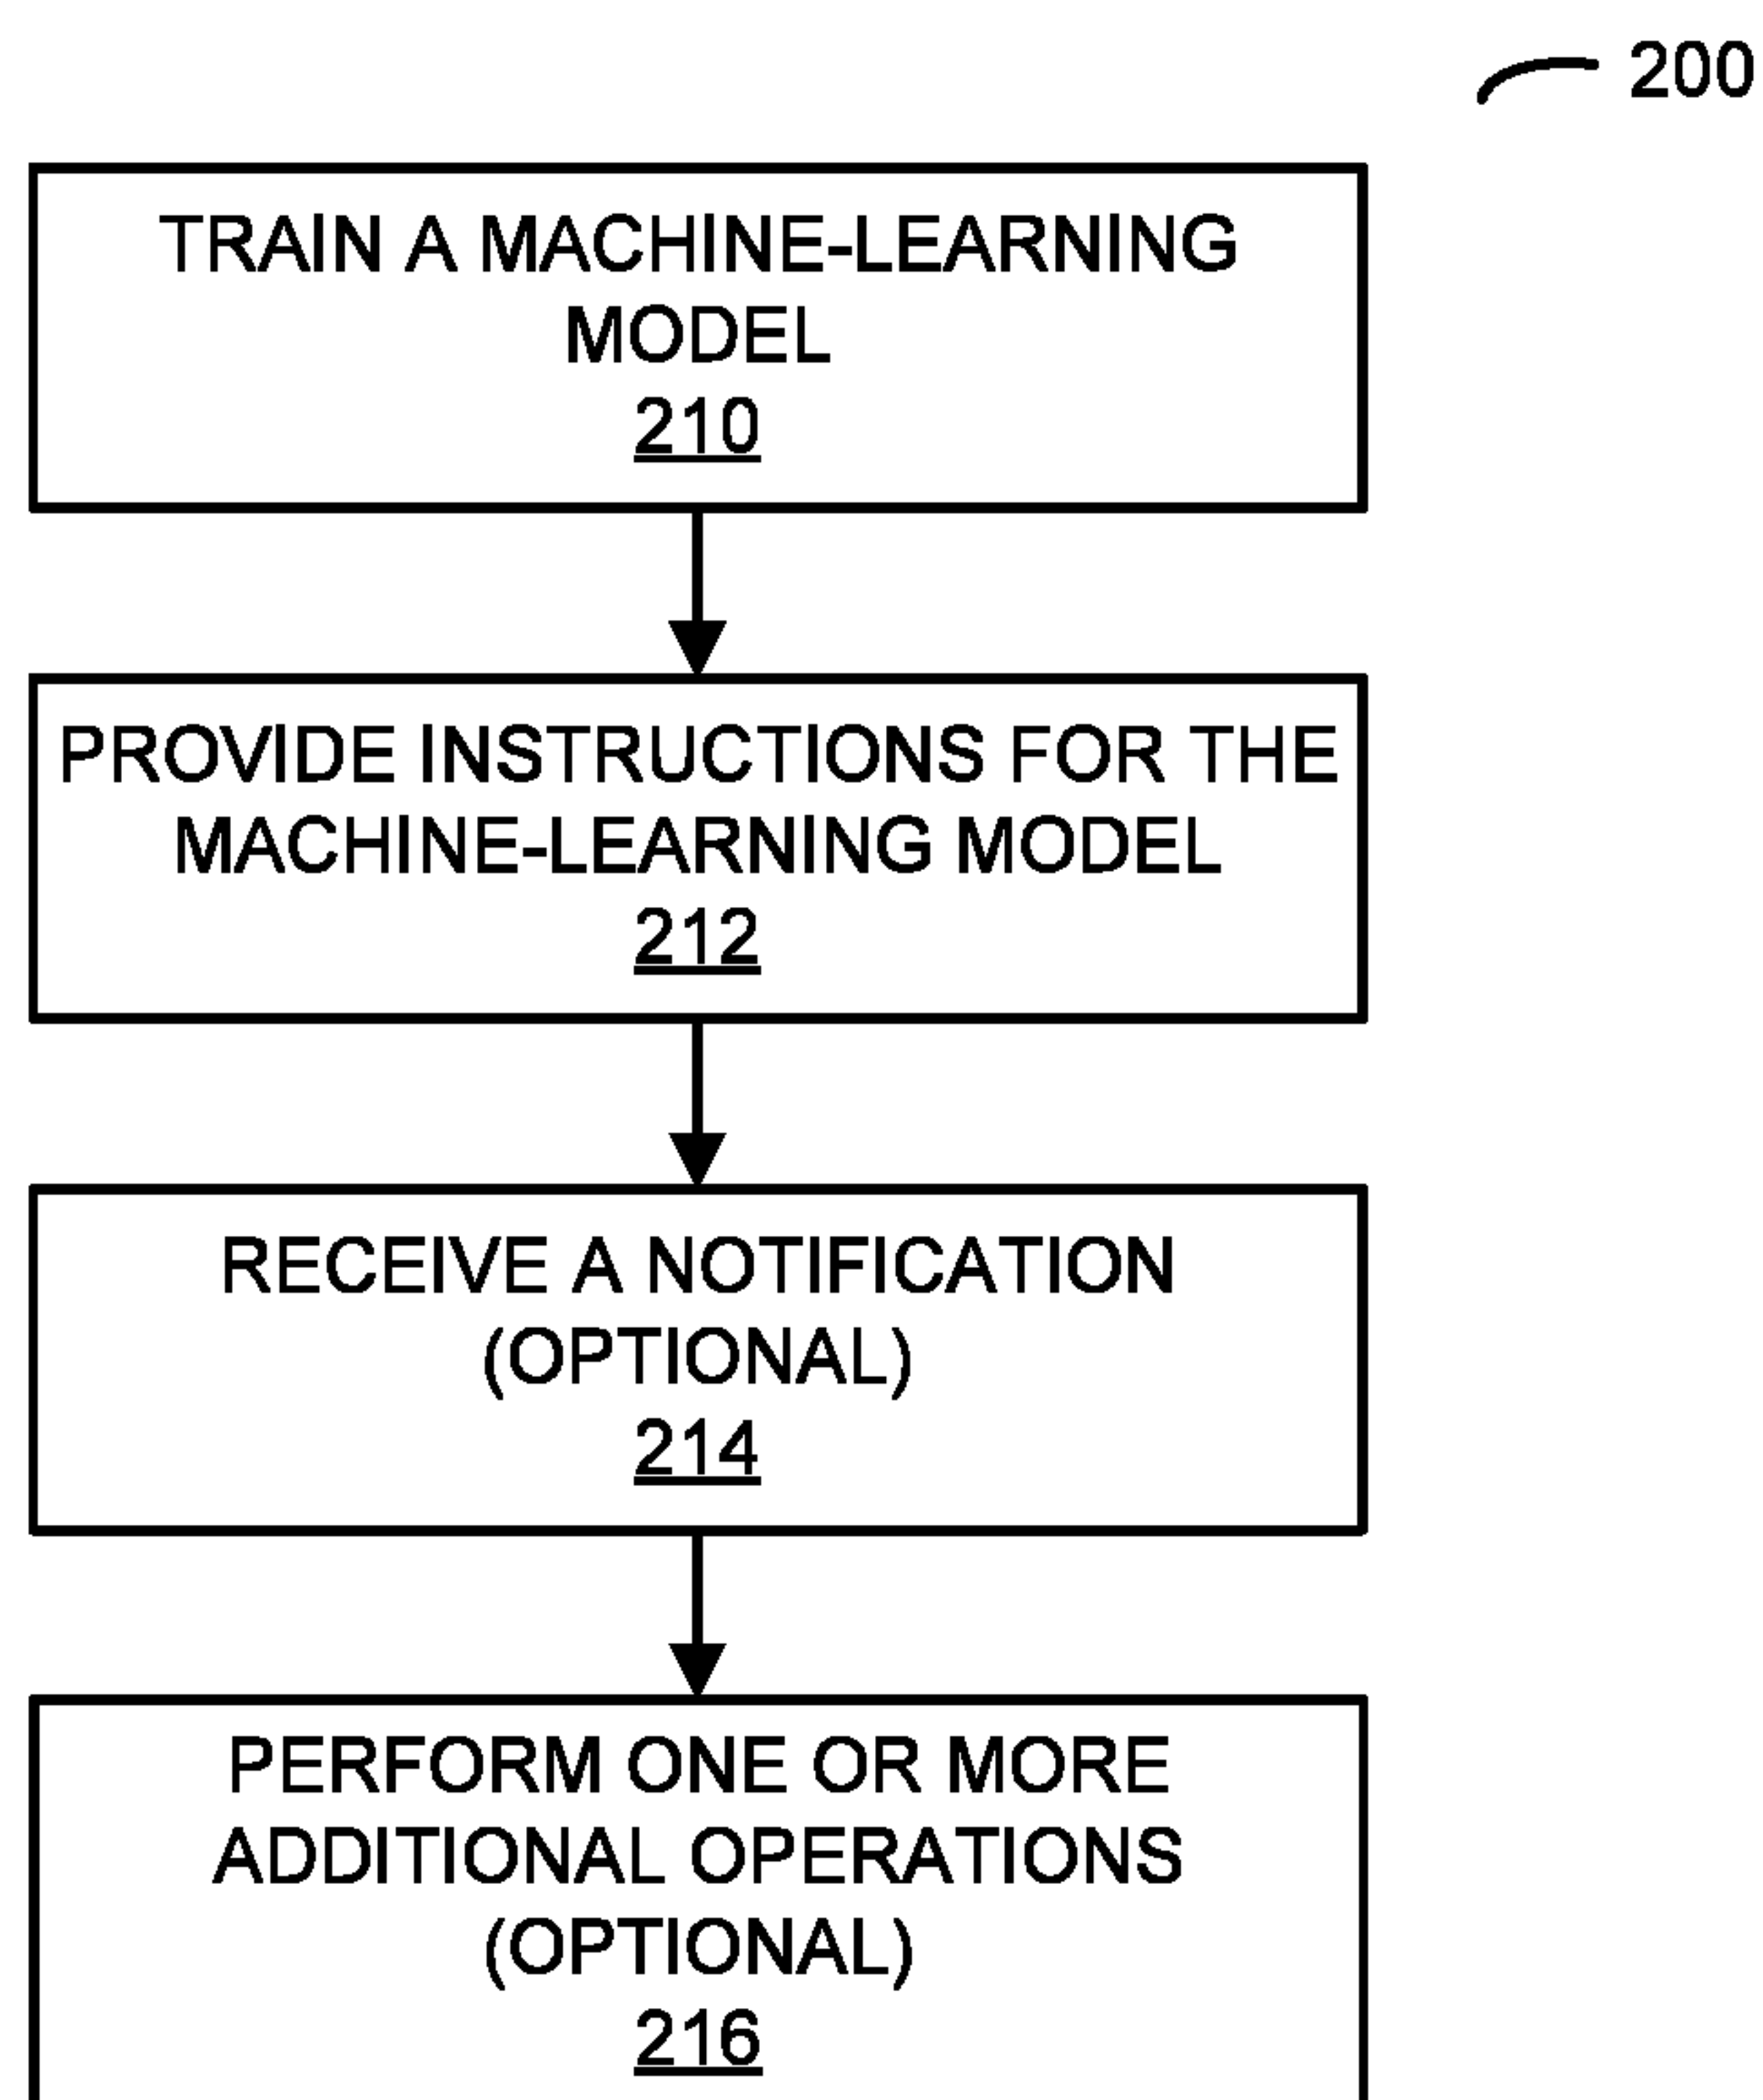 200
TRAIN A MACHINE-LEARNING
MODEL
210
PROVIDE INSTRUCTIONS FOR THE
MACHINE-LEARNING MODEL
212
RECEIVE A NOTIFICATION
(OPTIONAL)
214
PERFORM ONE OR MORE
ADDITIONAL OPERATIONS
(OPTIONAL)
216